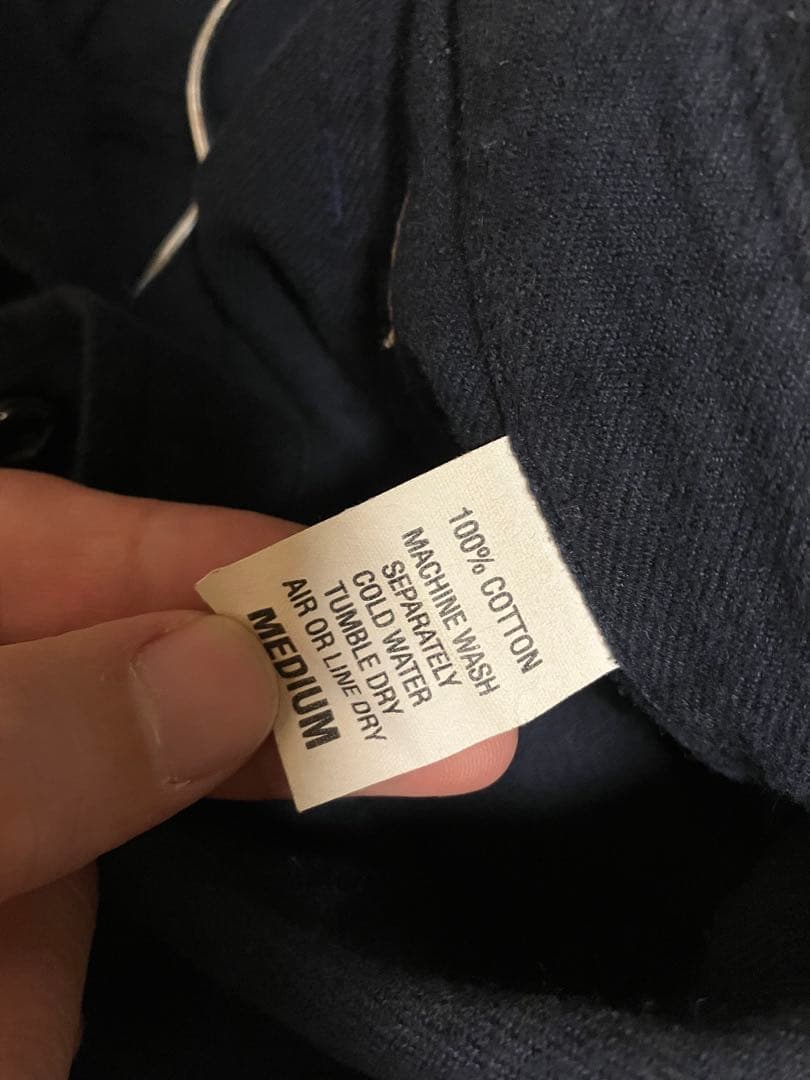 100% COTTON
MACHINE WASH
SEPARATELY
COLD WATER
TUMBLE DRY
AIR OR LINE DRY
MEDIUM